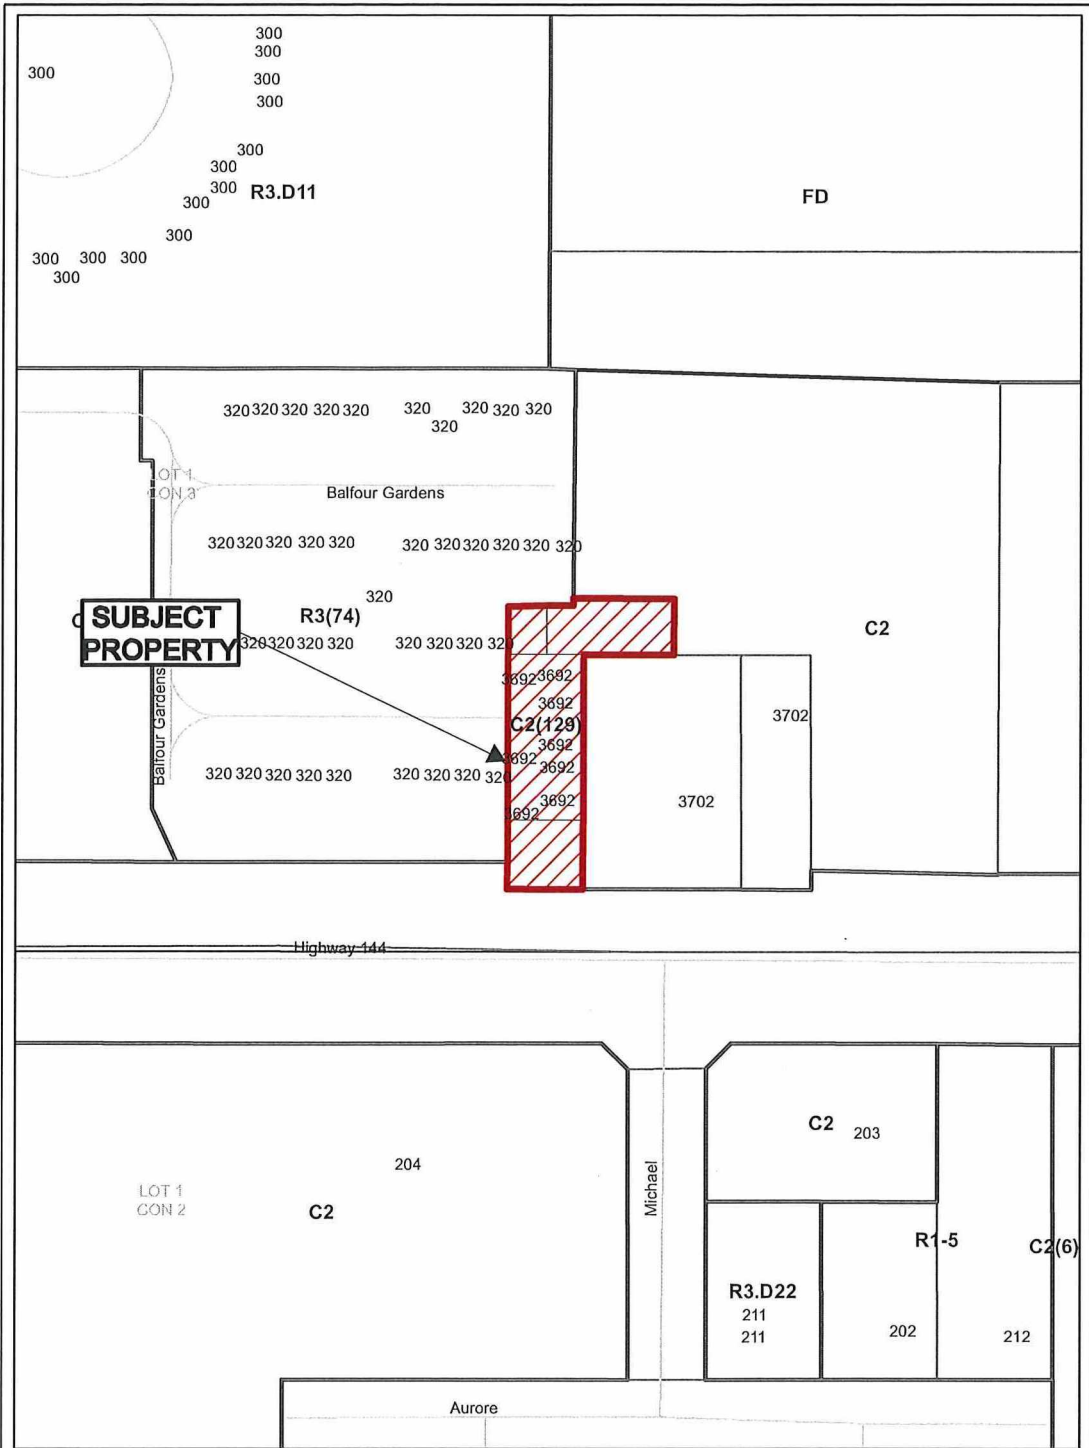 300
300
300
300
300
300
300
300
300
R3.D11
FD
300
300
300 300 300
300
320 320 320 320 320 320 320 320 320
320
LOT 1
CON 3
Balfour Gardens
320 320 320 320 320 320 320 320 320 320 320
320
R3(74)
C2
SUBJECT
PROPERTY
320 320 320 320 320 320 320 320
3692 3692
3692
C2(129)
3702
3692
3692
3692
Balfour Gardens
320 320 320 320 320 320 320 320 320
3692
3692
3702
Highway 144
C2
203
204
LOT 1
CON 2
C2
Michael
R1-5
C2(6)
R3.D22
211
211
202
212
Aurore